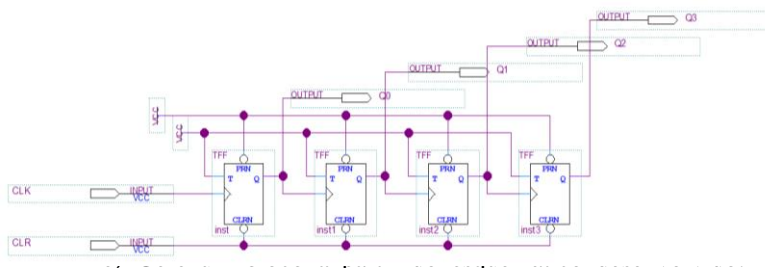 OUTPUT Q3
OUTPUT Q2
OUTPUT Q1
OUTPUT Q0
VCC
VCC
TFF TFF TFF TFF
PRN PRN PRN PRN
T Q T Q T Q T Q
CLK INPUT
VCC
CLRN CLRN CLRN CLRN
inst inst1 inst2 inst3
CLR INPUT
VCC